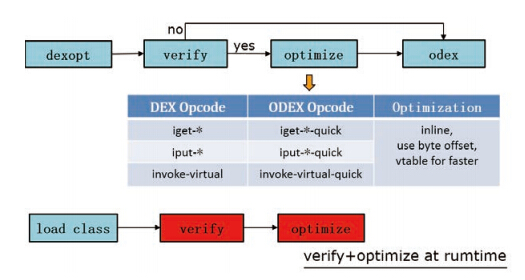 no
dexopt verify yes optimize odex
DEX Opcode ODEX Opcode Optimization
iget-* iget-*-quick inline,
iput-* iput-*-quick use byte offset,
invoke-virtual invoke-virtual-quick vtable for faster
load class verify optimize
verify+optimize at rumtime